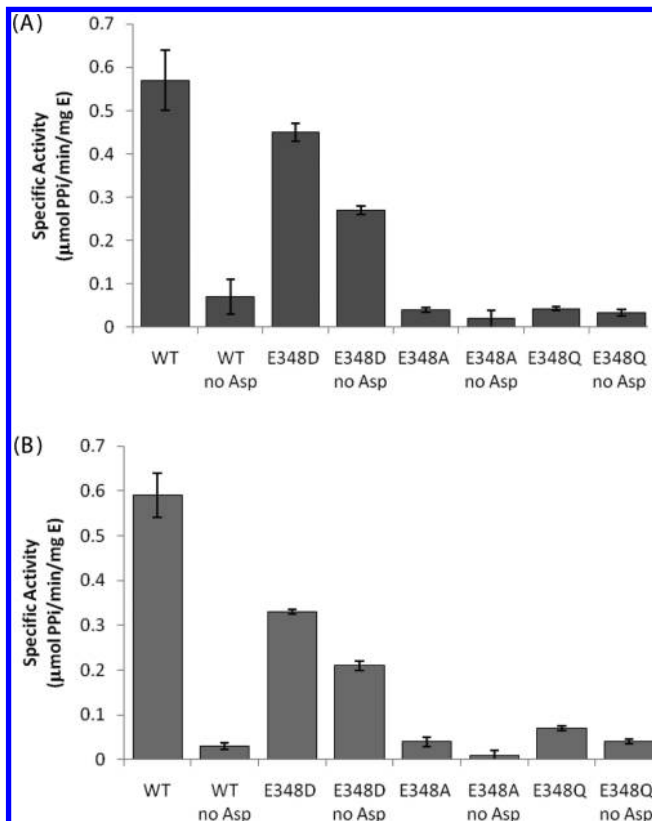 (A)
Specific Activity
(µmol PPi/min/mg E)
0.7
0.6
0.5
0.4
0.3
0.2
0.1
0
WT
WT no Asp
E348D
E348D no Asp
E348A
E348A no Asp
E348Q
E348Q no Asp
(B)
Specific Activity
(µmol PPi/min/mg E)
0.7
0.6
0.5
0.4
0.3
0.2
0.1
0
WT
WT no Asp
E348D
E348D no Asp
E348A
E348A no Asp
E348Q
E348Q no Asp